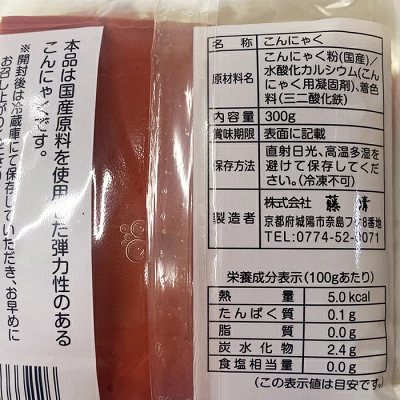 本品は国産原料を使用した弾力性のある
こんにゃくです。
※開封後は冷蔵庫にて保存していただき、お早めに
お召し上がりください
名称 こんにゃく
原材料名 こんにゃく粉(国産)/
水酸化カルシウム(こん
にゃく用凝固剤)、着色
料(三二酸化鉄)
内容量 300g
賞味期限 表面に記載
保存方法 直射日光、高温多湿を
避けて保存してくだ
さい。(冷凍不可)
製造者 株式会社 藤清
京都府城陽市奈島フケ8番地
TEL:0774-52-0071
栄養成分表示(100gあたり)
熱量 5.0kcal
たんぱく質 0.1g
脂質 0.0g
炭水化物 2.4g
食塩相当量 0.0g
(この表示値は目安です。)